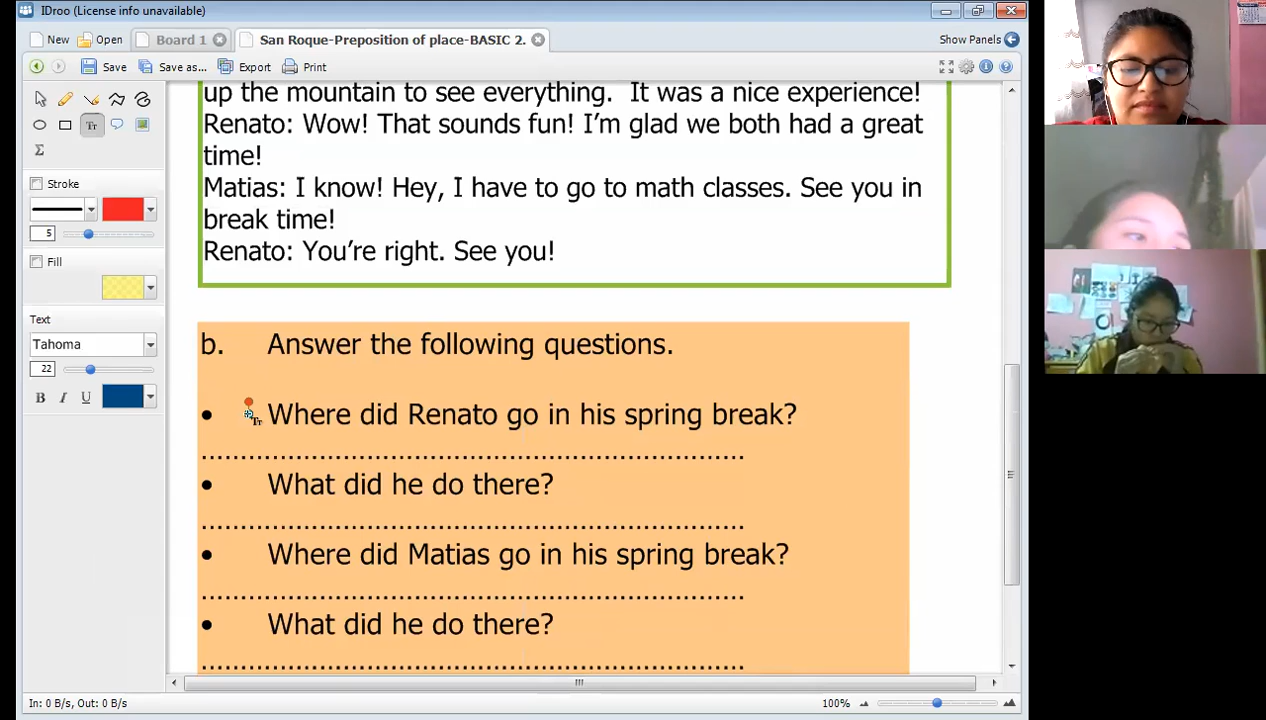 IDroo (License info unavailable)
New
Open
Board 1
San Roque-Preposition of place-BASIC 2.
Show Panels
Save
Save as...
Export
Print
Tr
Σ
Stroke
5
Fill
Text
Tahoma
22
B I U
up the mountain to see everything. It was a nice experience!
Renato: Wow! That sounds fun! I’m glad we both had a great
time!
Matias: I know! Hey, I have to go to math classes. See you in
break time!
Renato: You’re right. See you!
b. Answer the following questions.
• Where did Renato go in his spring break?
..........................................................
• What did he do there?
..........................................................
• Where did Matias go in his spring break?
..........................................................
• What did he do there?
..........................................................
In: 0 B/s, Out: 0 B/s
100%